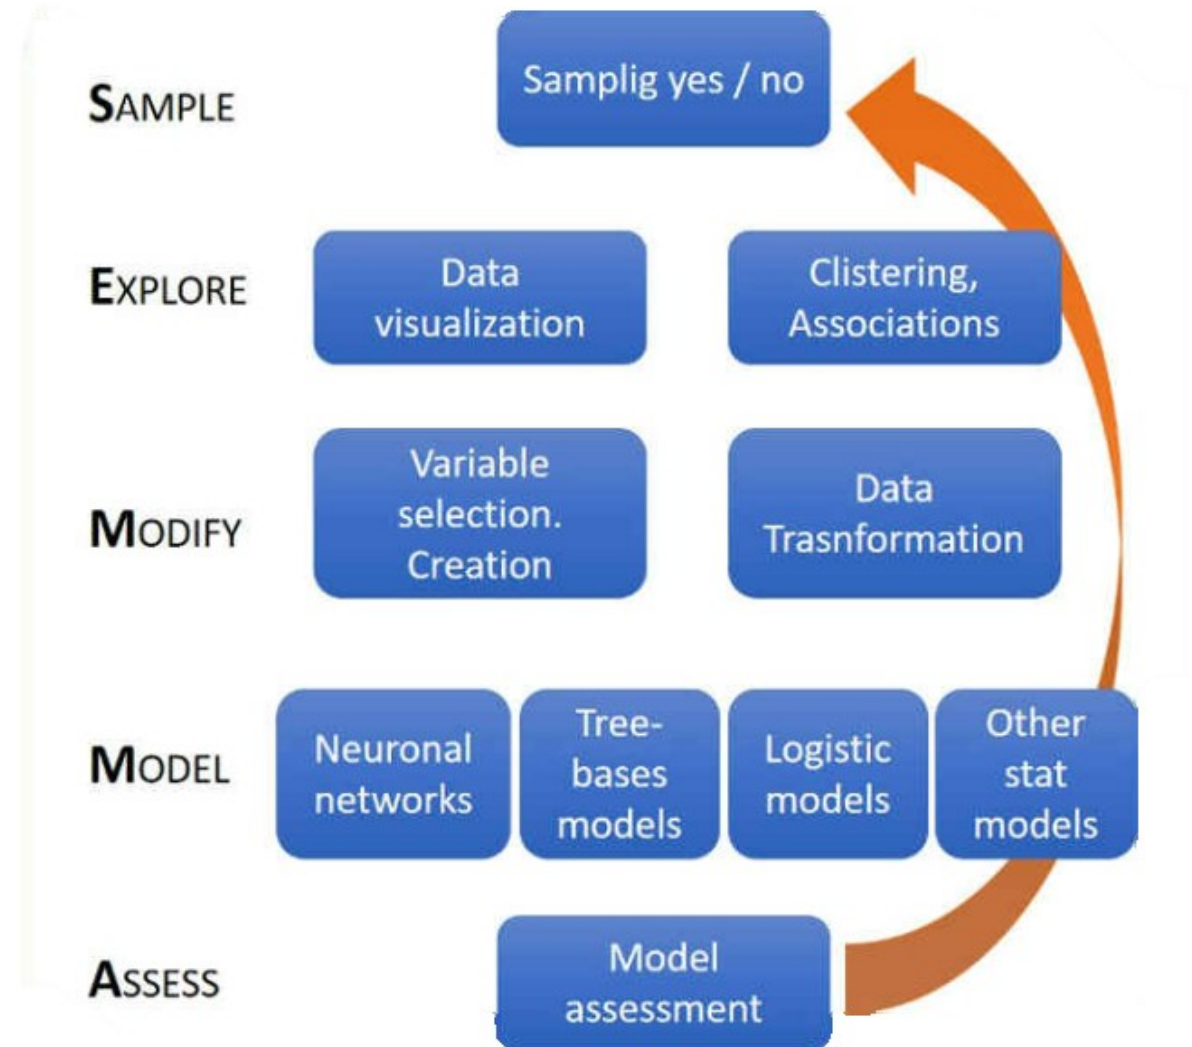 SAMPLE
Samplig yes / no
EXPLORE
Data
visualization
Clistering,
Associations
MODIFY
Variable
selection.
Creation
Data
Trasnformation
MODEL
Neuronal
networks
Tree-
bases
models
Logistic
models
Other
stat
models
ASSESS
Model
assessment